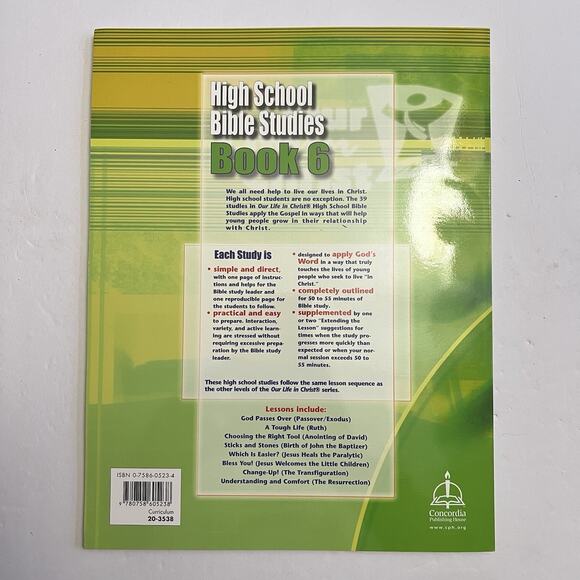 High School
Bible Studies
Book 6
We all need help to live our lives in Christ.
High school students are no exception. The 39
studies in Our Life in Christ® High School Bible
Studies apply the Gospel in ways that will help
young people grow in their relationship
with Christ.
Each Study is
• simple and direct,
with one page of instruc-
tions and helps for the
Bible study leader and
one reproducible page for
the students to follow.
• practical and easy
to prepare. Interaction,
variety, and active learn-
ing are stressed without
requiring excessive prepa-
ration by the Bible study
leader.
• designed to apply God's
Word in a way that truly
touches the lives of young
people who seek to live "In
Christ."
• completely outlined
for 50 to 55 minutes of
Bible study.
• supplemented by one
or two "Extending the
Lesson" suggestions for
times when the study pro-
gresses more quickly than
expected or when your nor-
mal session exceeds 50 to
55 minutes.
These high school studies follow the same lesson sequence as
the other levels of the Our Life in Christ® series.
Lessons include:
God Passes Over (Passover/Exodus)
A Tough Life (Ruth)
Choosing the Right Tool (Anointing of David)
Sticks and Stones (Birth of John the Baptizer)
Which Is Easier? (Jesus Heals the Paralytic)
Bless You! (Jesus Welcomes the Little Children)
Change-Up! (The Transfiguration)
Understanding and Comfort (The Resurrection)
ISBN 0-7586-0523-4
9 780758 605238
Curriculum
20-3538
Concordia
Publishing House
www.cph.org